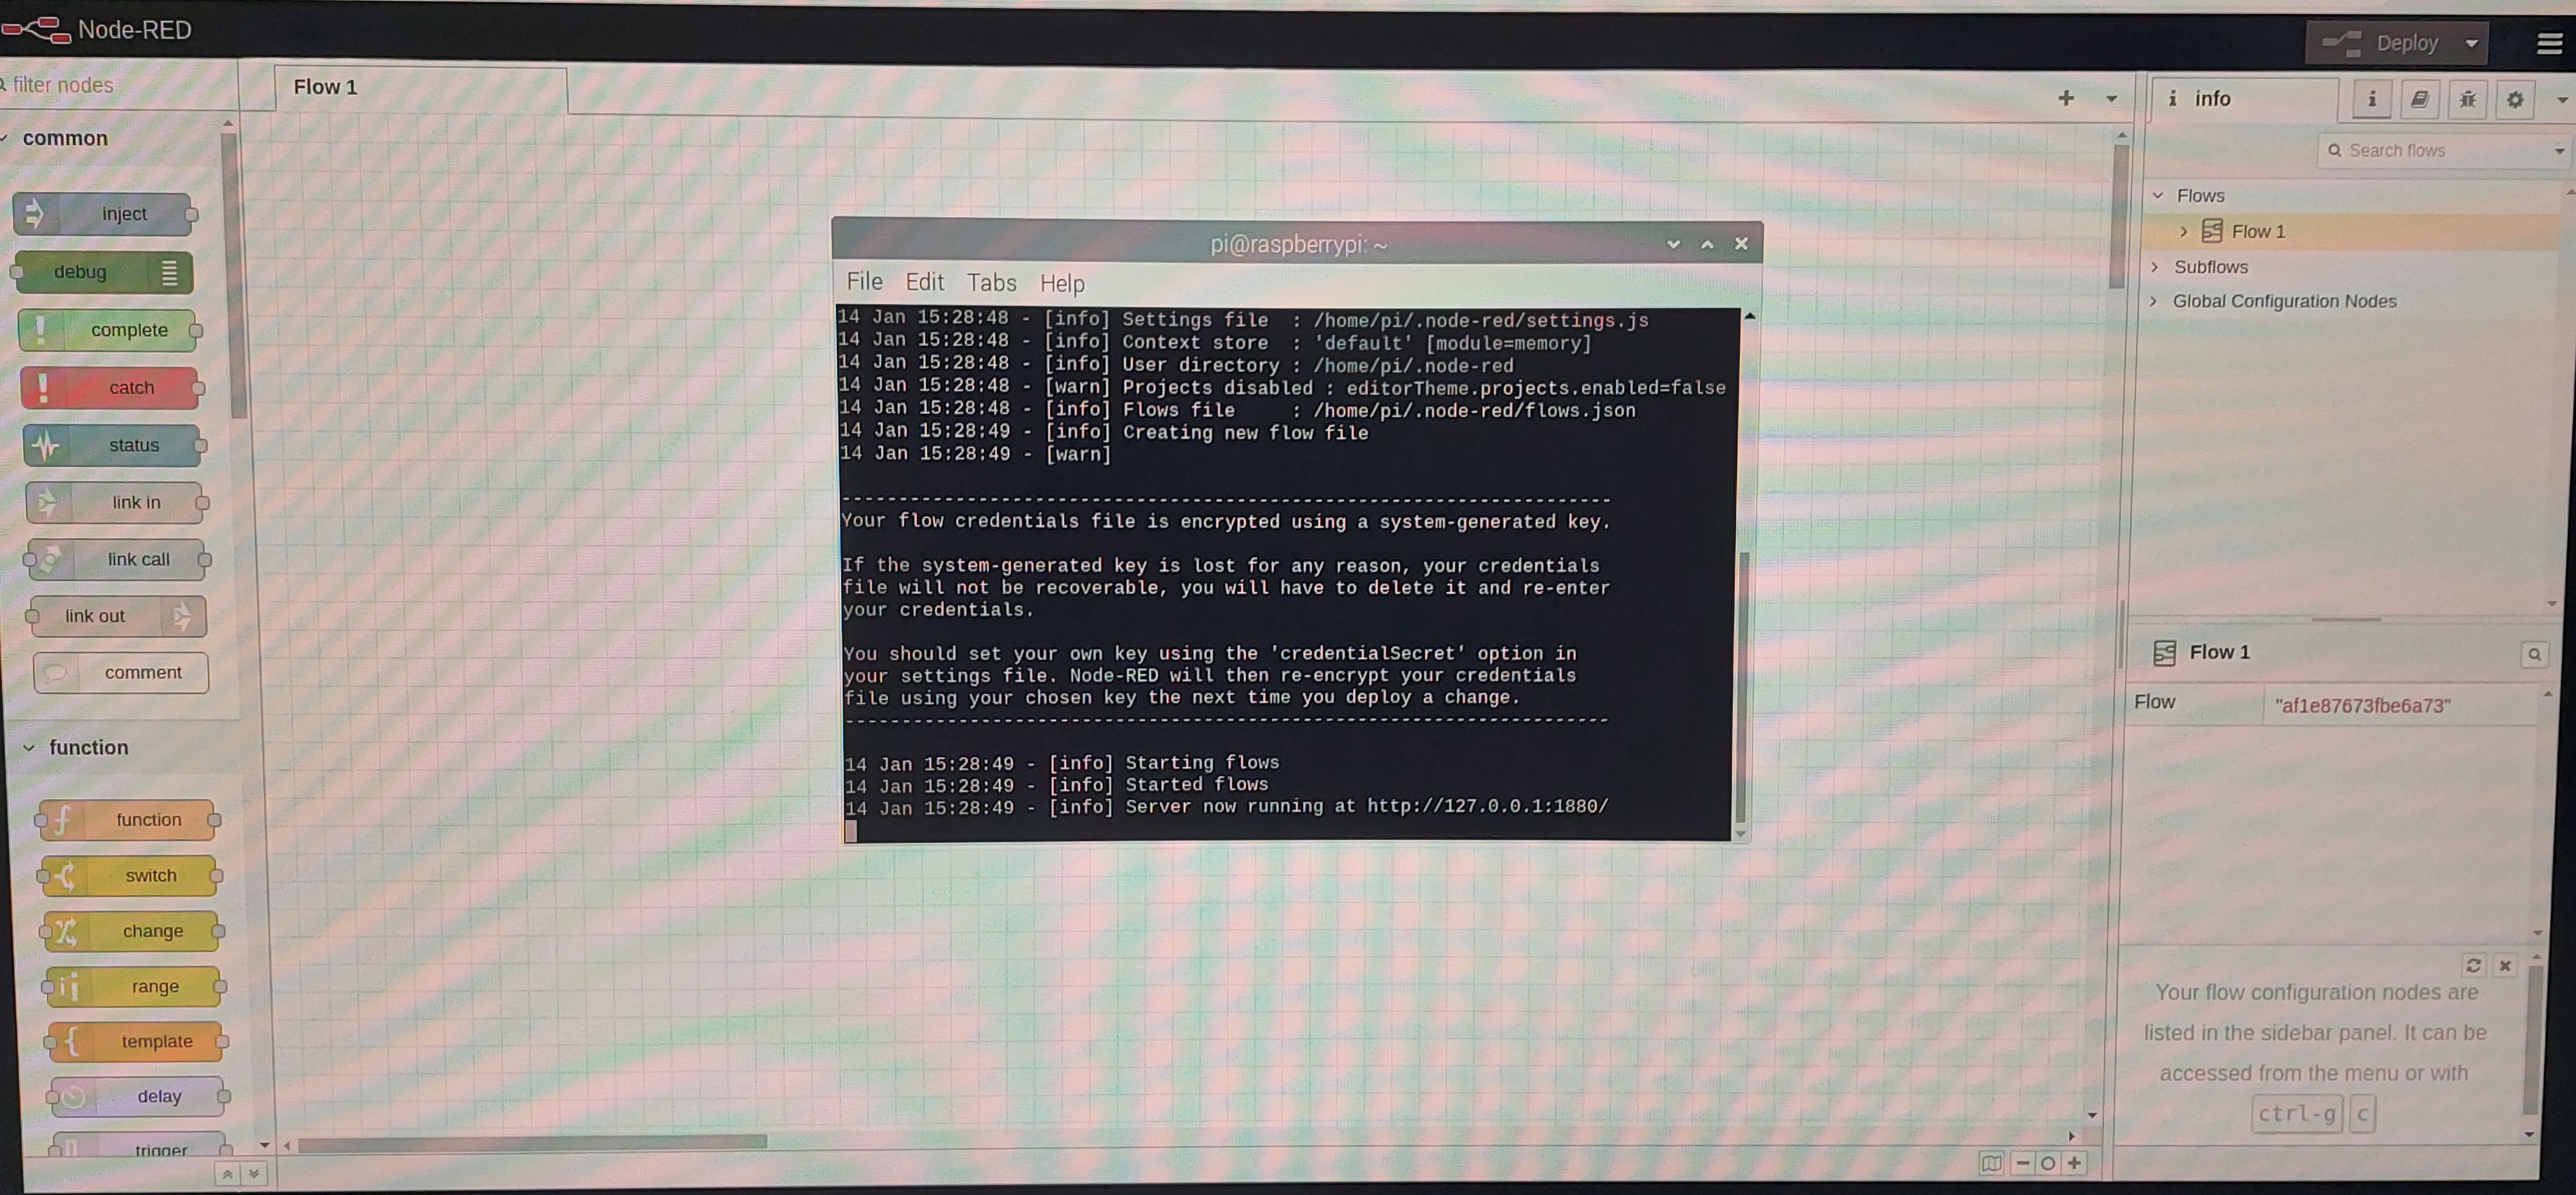 Node-RED
Deploy
filter nodes
Flow 1
info
common
Search flows
inject
Flows
Flow 1
debug
Subflows
Global Configuration Nodes
complete
catch
status
link in
link call
link out
comment
function
function
switch
change
range
template
delay
trigger
pi@raspberrypi: ~
File Edit Tabs Help
14 Jan 15:28:48 - [info] Settings file : /home/pi/.node-red/settings.js
14 Jan 15:28:48 - [info] Context store : 'default' [module=memory]
14 Jan 15:28:48 - [info] User directory : /home/pi/.node-red
14 Jan 15:28:48 - [warn] Projects disabled : editorTheme.projects.enabled=false
14 Jan 15:28:48 - [info] Flows file : /home/pi/.node-red/flows.json
14 Jan 15:28:49 - [info] Creating new flow file
14 Jan 15:28:49 - [warn]
---------------------------------------------------------------------
Your flow credentials file is encrypted using a system-generated key.
If the system-generated key is lost for any reason, your credentials
file will not be recoverable, you will have to delete it and re-enter
your credentials.
You should set your own key using the 'credentialSecret' option in
your settings file. Node-RED will then re-encrypt your credentials
file using your chosen key the next time you deploy a change.
---------------------------------------------------------------------
14 Jan 15:28:49 - [info] Starting flows
14 Jan 15:28:49 - [info] Started flows
14 Jan 15:28:49 - [info] Server now running at http://127.0.0.1:1880/
Flow 1
Flow "af1e87673fbe6a73"
Your flow configuration nodes are
listed in the sidebar panel. It can be
accessed from the menu or with
ctrl-g c